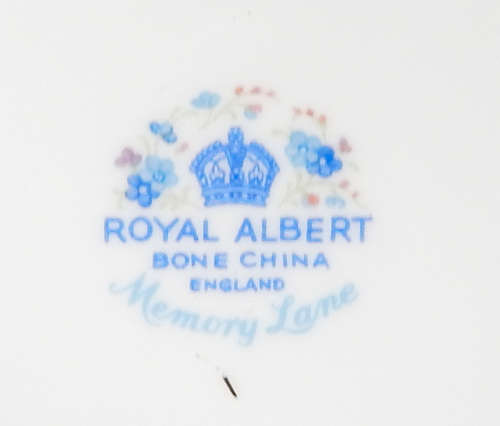 ROYAL ALBERT
BONE CHINA
ENGLAND
Memory Lane